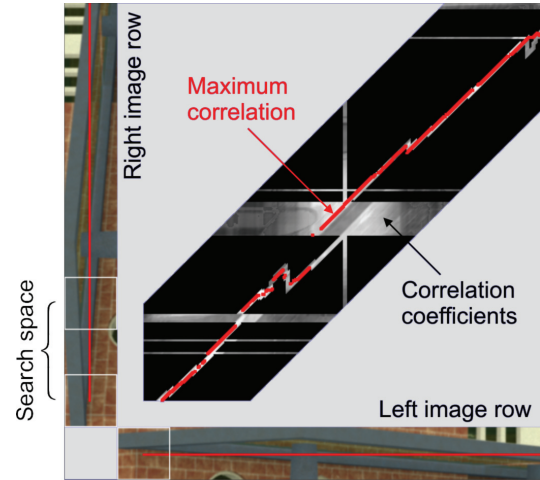 Right image row
Maximum
correlation
Search space
Correlation
coefficients
Left image row